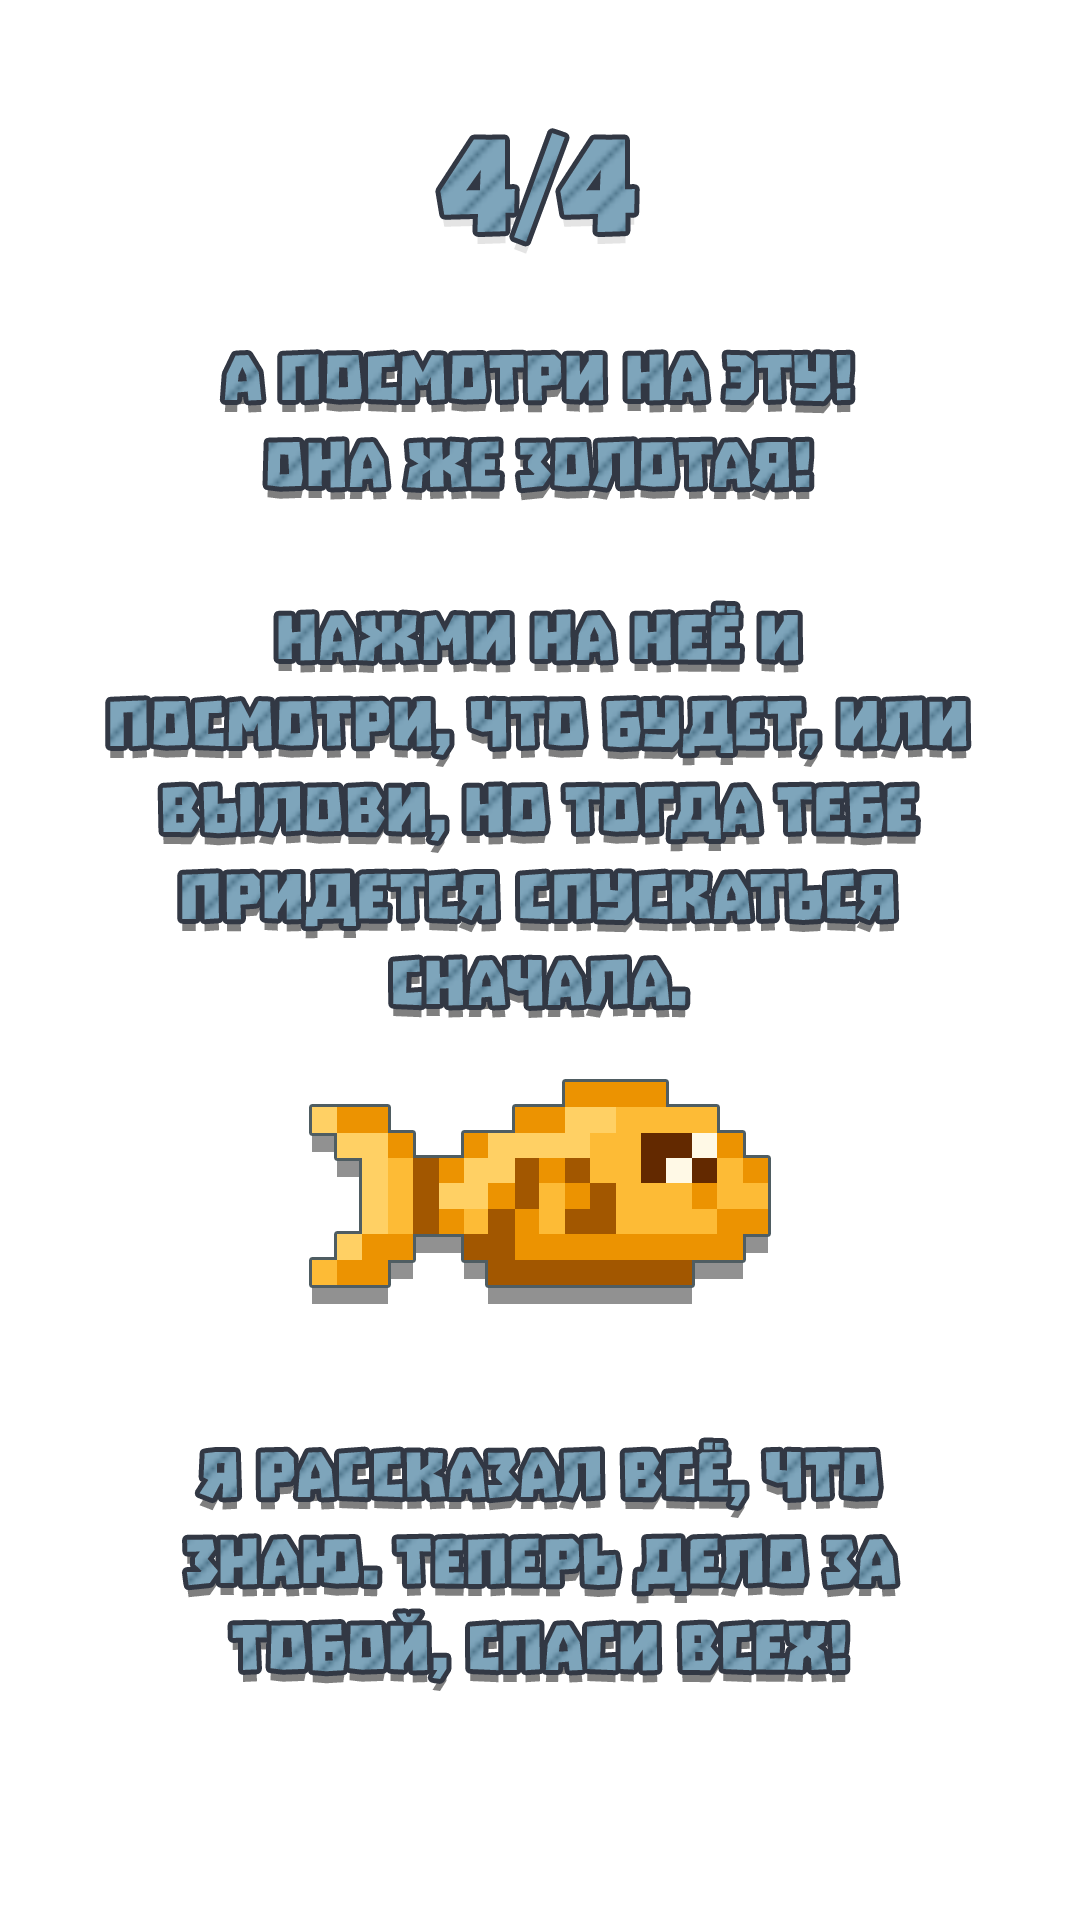 4/4
А ПОСМОТРИ НА ЭТУ!
ОНА ЖЕ ЗОЛОТАЯ!
НАЖМИ НА НЕЁ И
ПОСМОТРИ, ЧТО БУДЕТ, ИЛИ
ВЫЛОВИ, НО ТОГДА ТЕБЕ
ПРИДЕТСЯ СПУСКАТЬСЯ
СНАЧАЛА.
Я РАССКАЗАЛ ВСЁ, ЧТО
ЗНАЮ. ТЕПЕРЬ ДЕЛО ЗА
ТОБОЙ, СПАСИ ВСЕХ!